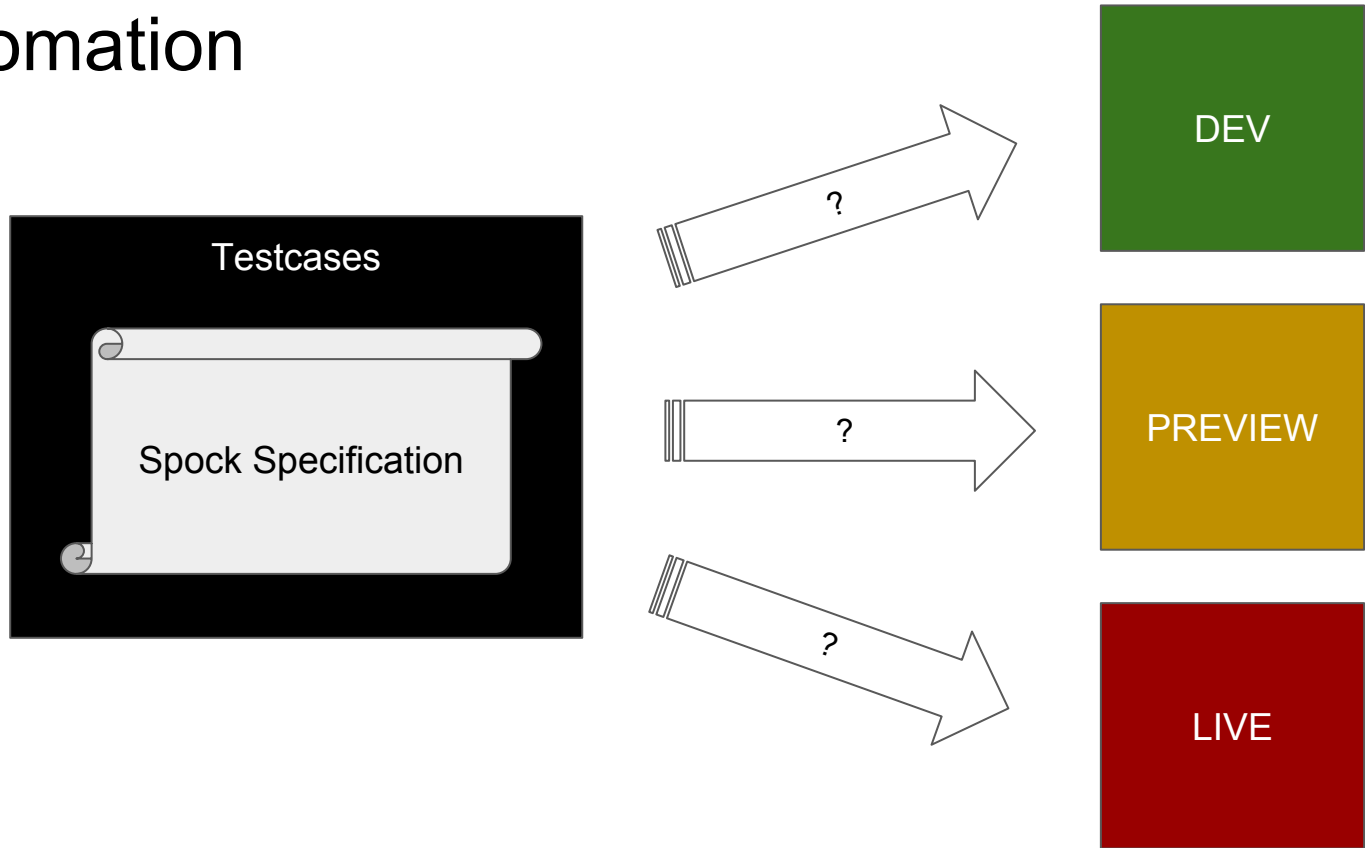 omation
Testcases
Spock Specification
?
?
?
DEV
PREVIEW
LIVE